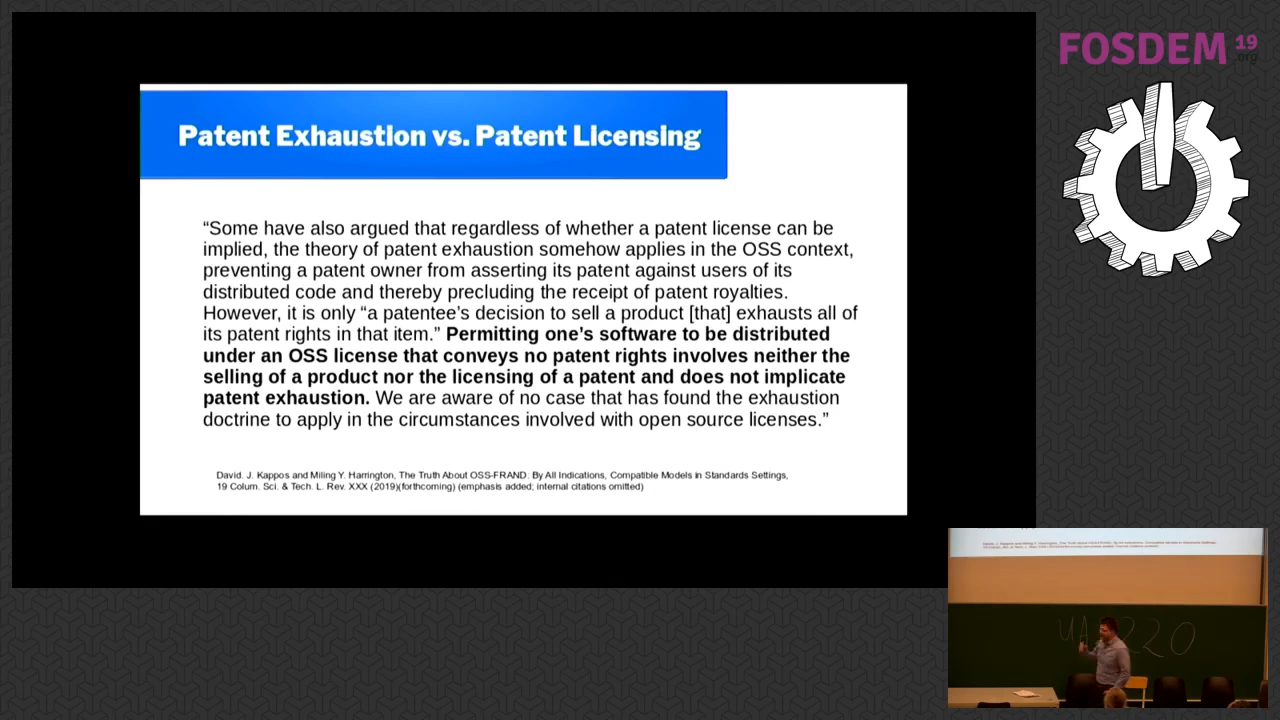 FOSDEM 19
.org
Patent Exhaustion vs. Patent Licensing
“Some have also argued that regardless of whether a patent license can be
implied, the theory of patent exhaustion somehow applies in the OSS context,
preventing a patent owner from asserting its patent against users of its
distributed code and thereby precluding the receipt of patent royalties.
However, it is only “a patentee’s decision to sell a product [that] exhausts all of
its patent rights in that item.” Permitting one’s software to be distributed
under an OSS license that conveys no patent rights involves neither the
selling of a product nor the licensing of a patent and does not implicate
patent exhaustion. We are aware of no case that has found the exhaustion
doctrine to apply in the circumstances involved with open source licenses.”
David. J. Kappos and Miling Y. Harrington, The Truth About OSS-FRAND: By All Indications, Compatible Models in Standards Settings,
19 Colum. Sci. & Tech. L. Rev. XXX (2019)(forthcoming) (emphasis added; internal citations omitted)